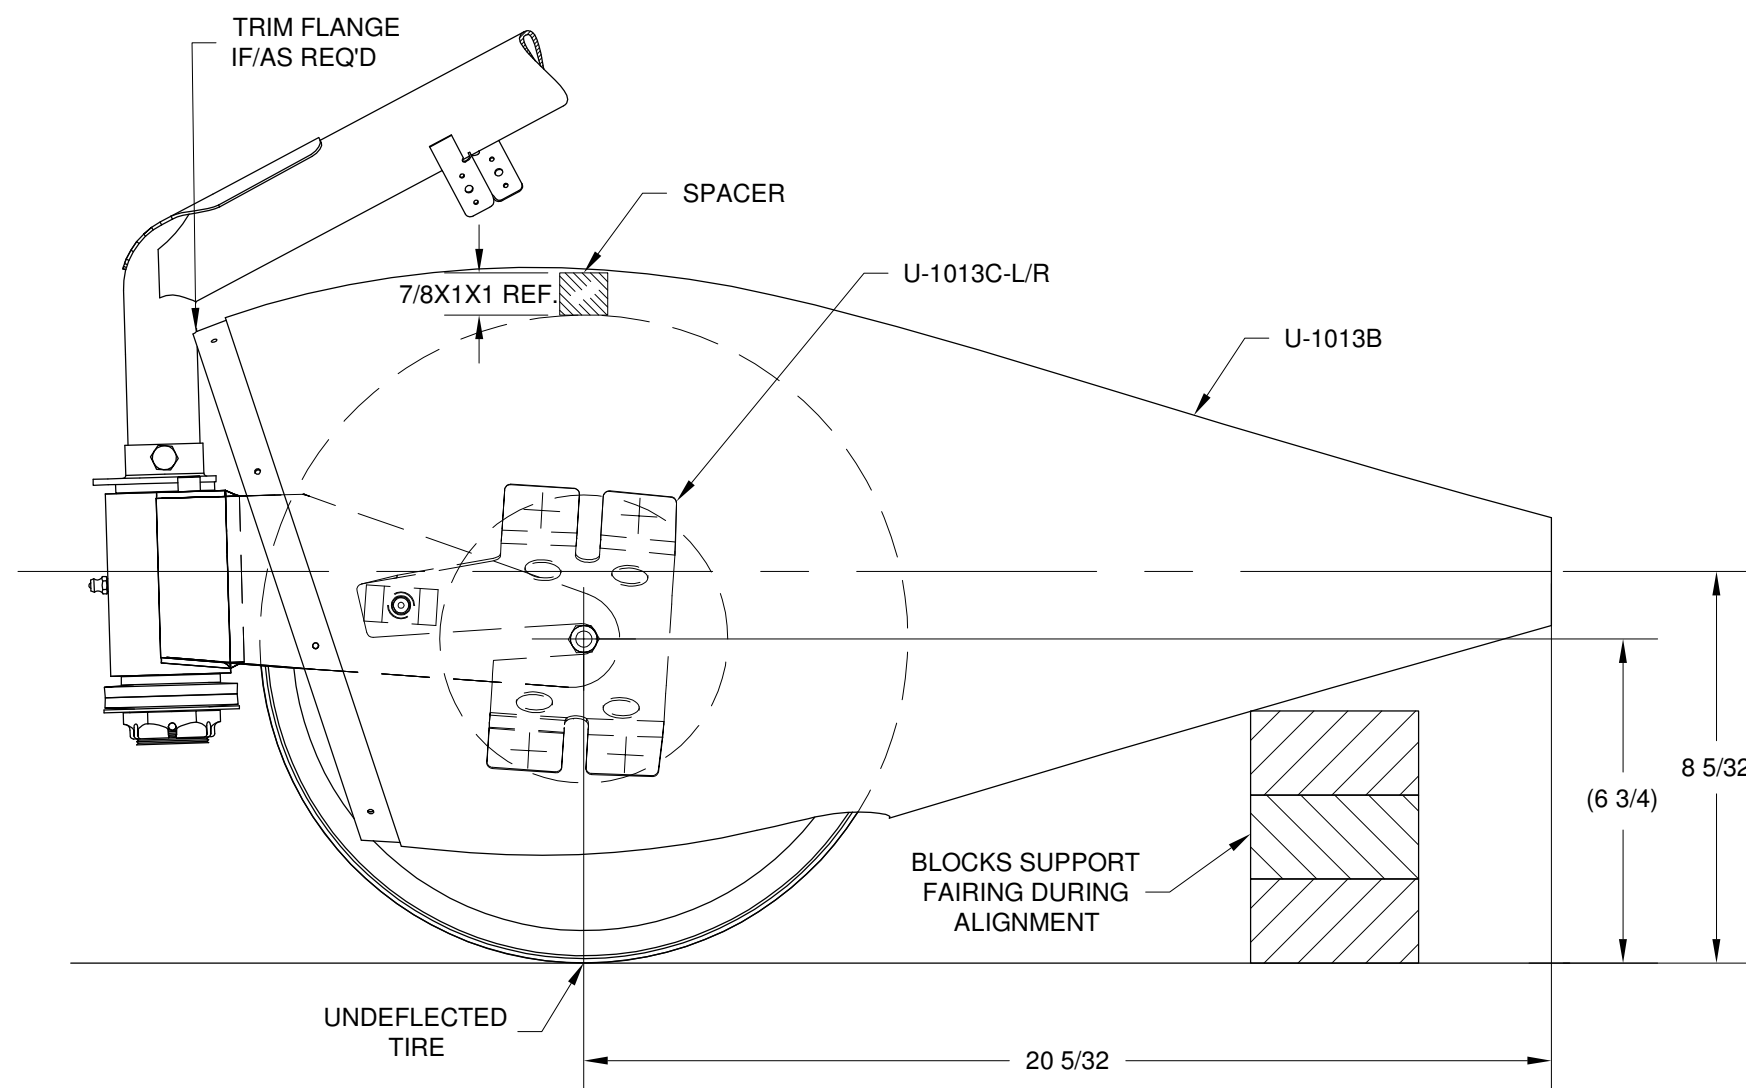 TRIM FLANGE
IF/AS REQ'D
SPACER
7/8X1X1 REF.
U-1013C-L/R
U-1013B
8 5/32
(6 3/4)
BLOCKS SUPPORT
FAIRING DURING
ALIGNMENT
UNDEFLECTED
TIRE
20 5/32